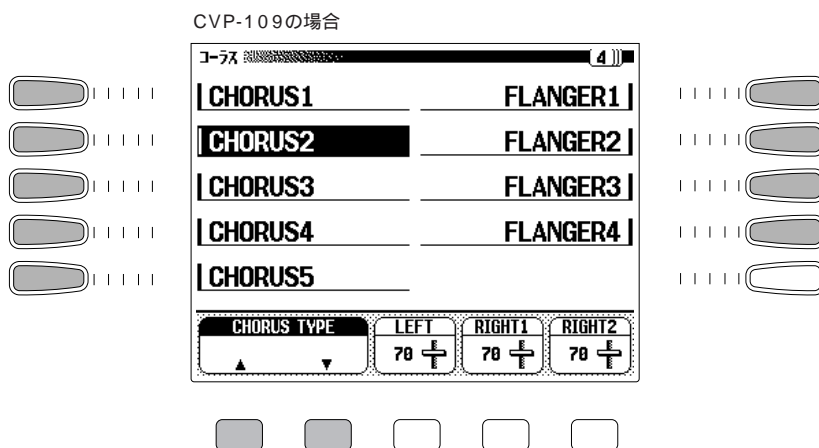 CVP-109の場合
コーラス 4
CHORUS1 FLANGER1
CHORUS2 FLANGER2
CHORUS3 FLANGER3
CHORUS4 FLANGER4
CHORUS5
CHORUS TYPE LEFT RIGHT1 RIGHT2
▲ ▼ 70 70 70